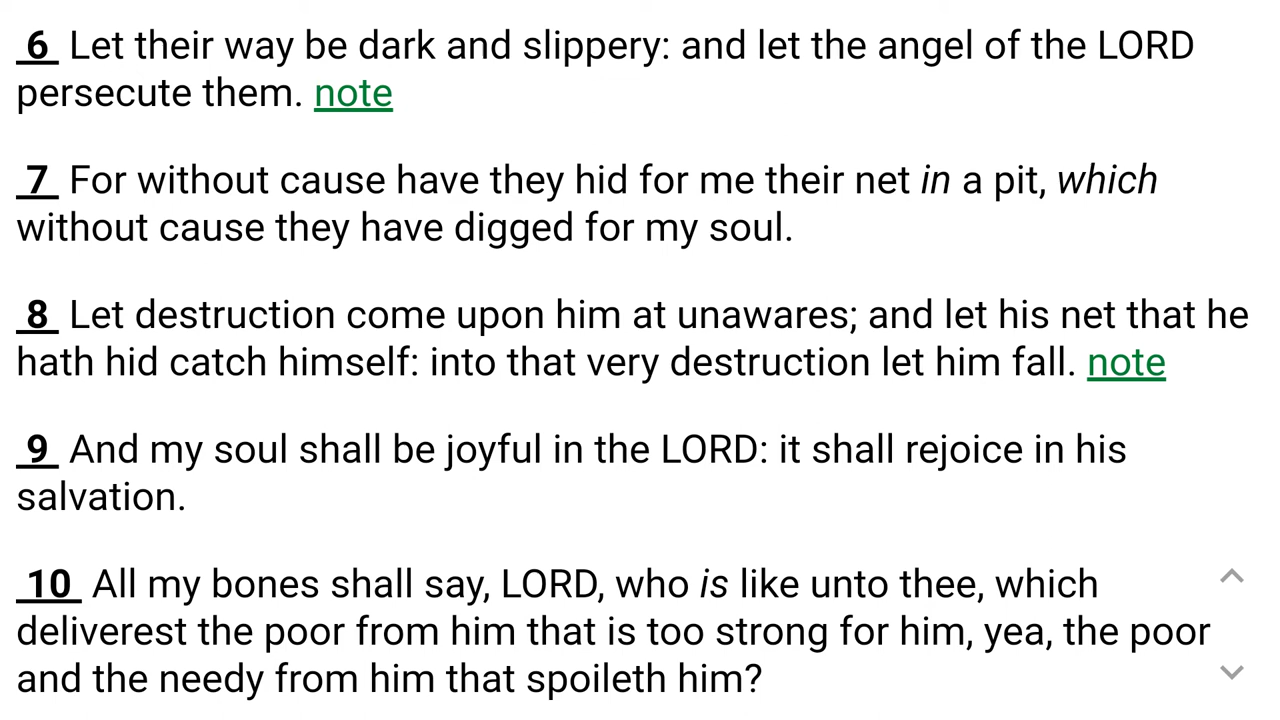 6 Let their way be dark and slippery: and let the angel of the LORD
persecute them. note
7 For without cause have they hid for me their net in a pit, which
without cause they have digged for my soul.
8 Let destruction come upon him at unawares; and let his net that he
hath hid catch himself: into that very destruction let him fall. note
9 And my soul shall be joyful in the LORD: it shall rejoice in his
salvation.
10 All my bones shall say, LORD, who is like unto thee, which
deliverest the poor from him that is too strong for him, yea, the poor
and the needy from him that spoileth him?